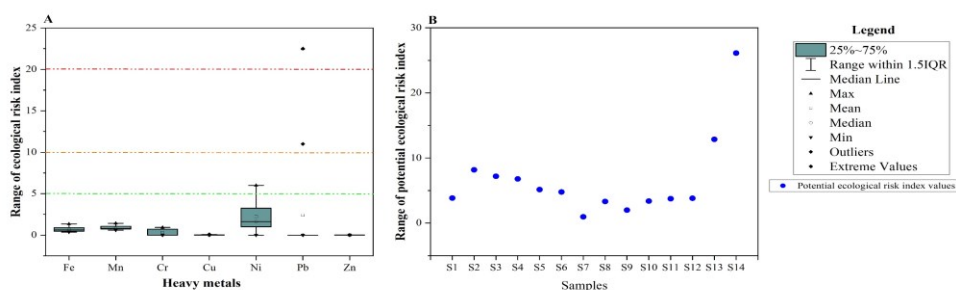 A
Range of ecological risk index
25
20
15
10
5
0
Fe Mn Cr Cu Ni Pb Zn
Heavy metals
B
Range of potential ecological risk index
30
20
10
0
S1 S2 S3 S4 S5 S6 S7 S8 S9 S10 S11 S12 S13 S14
Samples
Legend
25%~75%
Range within 1.5IQR
Median Line
Max
Mean
Median
Min
Outliers
Extreme Values
Potential ecological risk index values